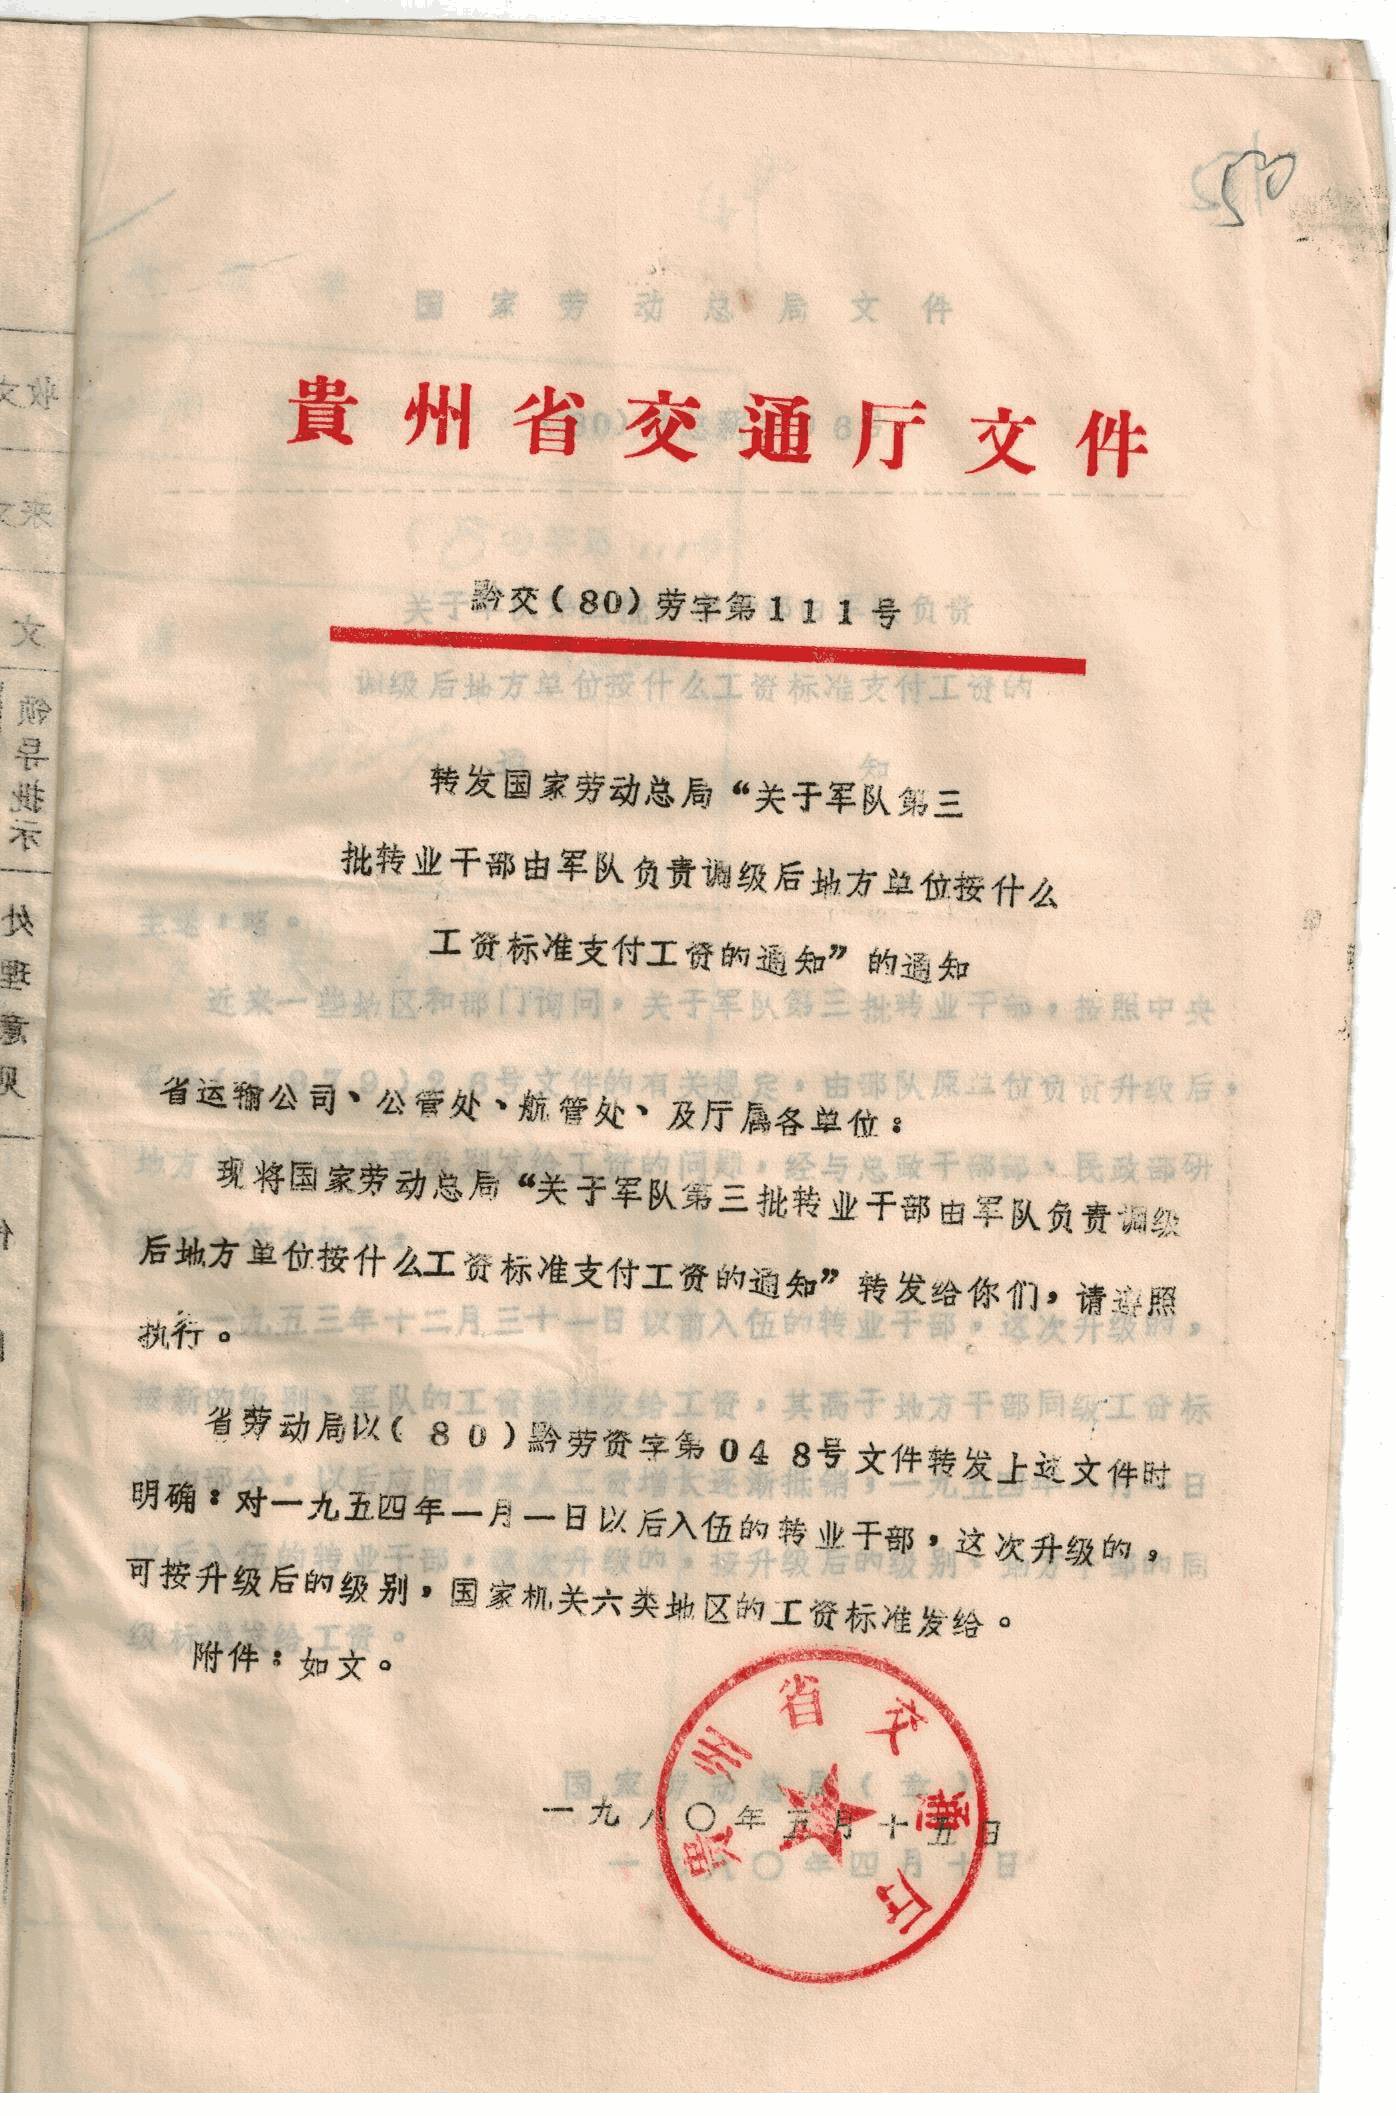 50
貴州省交通厅文件
黔交（80）劳字第111号
转发国家劳动总局“关于军队第三
批转业干部由军队负责调级后地方单位按什么
工资标准支付工资的通知”的通知
省运输公司、公管处、航管处、及厅属各单位：
现将国家劳动总局“关于军队第三批转业干部由军队负责调级
后地方单位按什么工资标准支付工资的通知”转发给你们，请遵照
执行。
省劳动局以（80）黔劳资字第048号文件转发上述文件时
明确：对一九五四年一月一日以后入伍的转业干部，这次升级的，
可按升级后的级别，国家机关六类地区的工资标准发给。
附件：如文。
贵州省交通厅
一九八〇年五月十五日